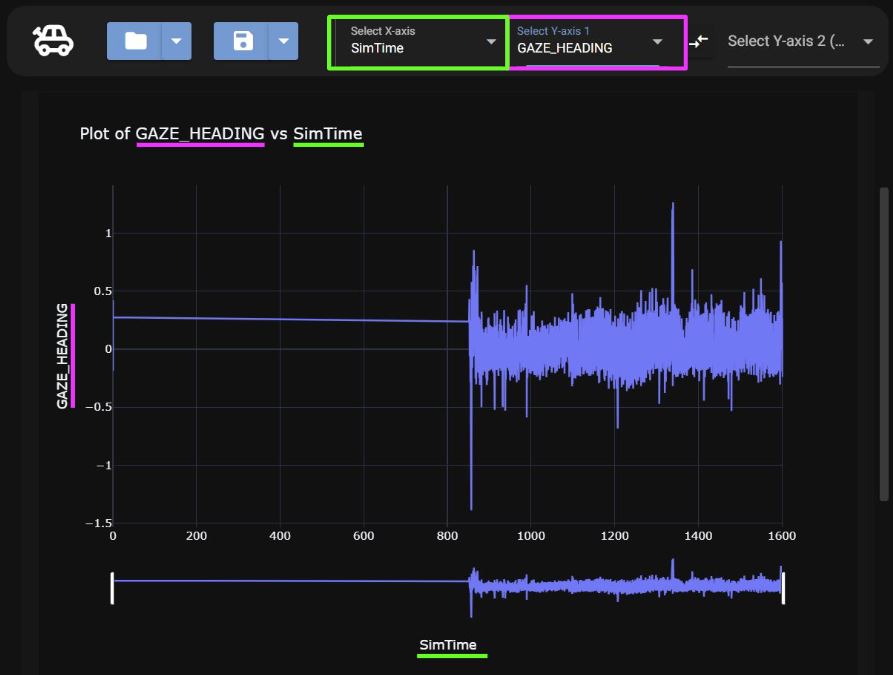 Select X-axis
SimTime
Select Y-axis 1
GAZE_HEADING
Select Y-axis 2 (...
Plot of GAZE_HEADING vs SimTime
GAZE_HEADING
1
0.5
0
−0.5
−1
−1.5
0 200 400 600 800 1000 1200 1400 1600
SimTime